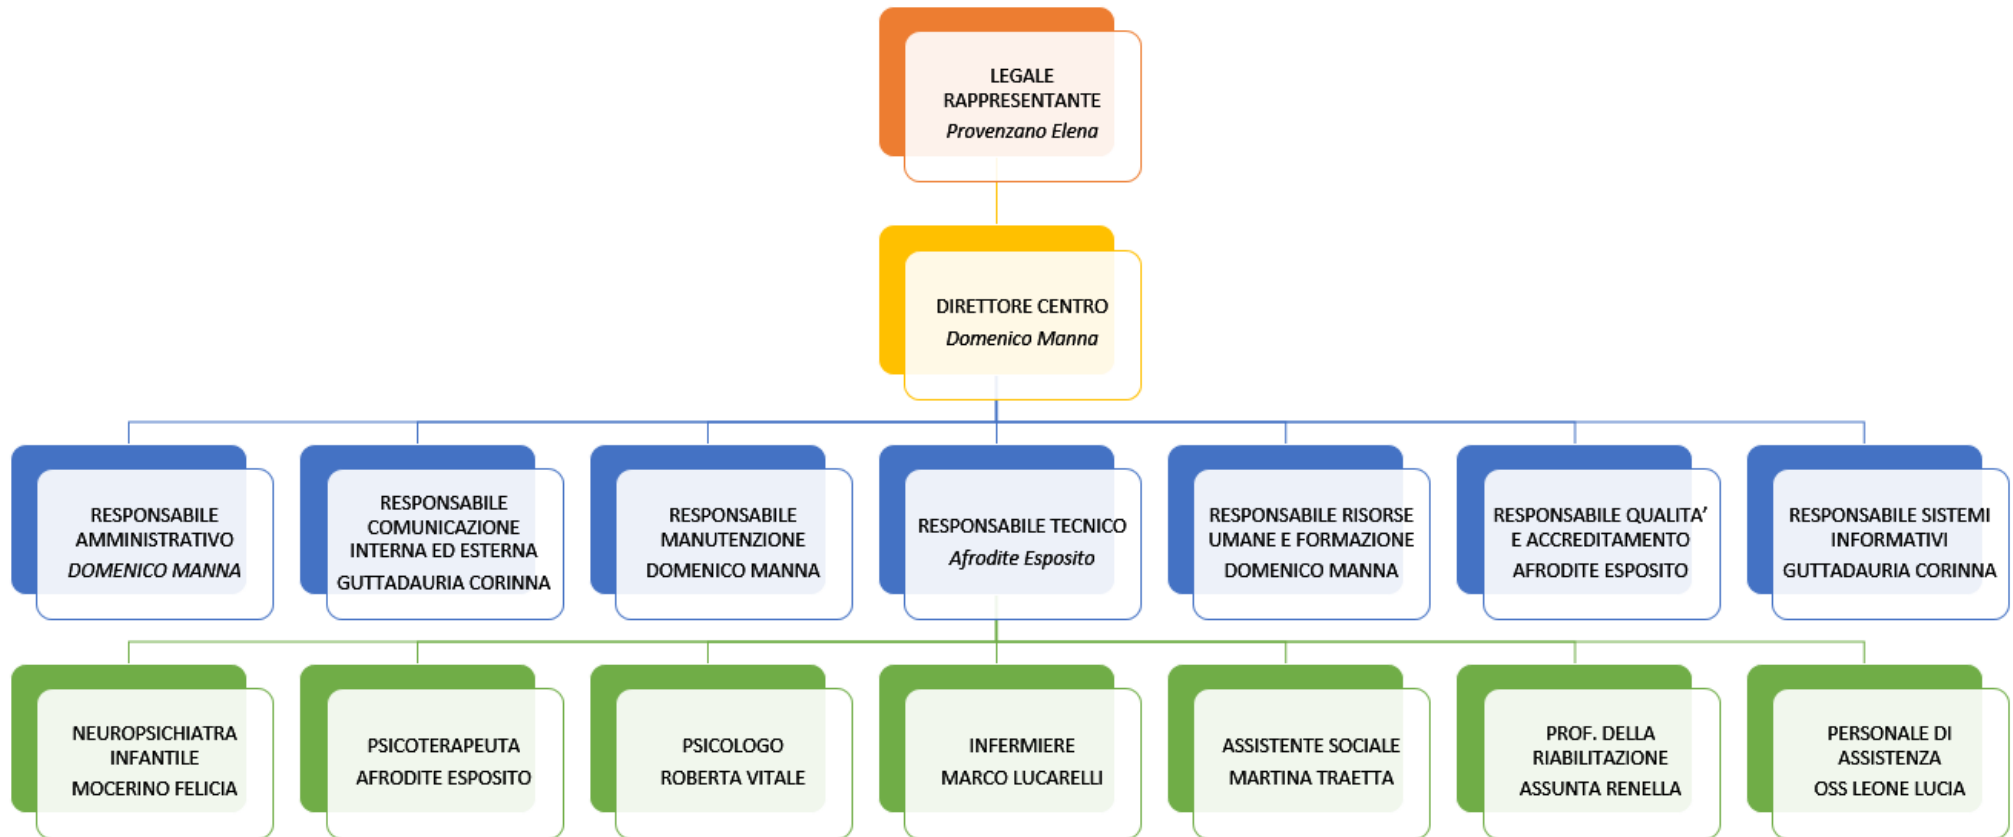 LEGALE
RAPPRESENTANTE
Provenzano Elena
DIRETTORE CENTRO
Domenico Manna
RESPONSABILE
AMMINISTRATIVO
DOMENICO MANNA
RESPONSABILE
COMUNICAZIONE
INTERNA ED ESTERNA
GUTTADAURIA CORINNA
RESPONSABILE
MANUTENZIONE
DOMENICO MANNA
RESPONSABILE TECNICO
Afrodite Esposito
RESPONSABILE RISORSE
UMANE E FORMAZIONE
DOMENICO MANNA
RESPONSABILE QUALITA’
E ACCREDITAMENTO
AFRODITE ESPOSITO
RESPONSABILE SISTEMI
INFORMATIVI
GUTTADAURIA CORINNA
NEUROPSICHIATRA
INFANTILE
MOCERINO FELICIA
PSICOTERAPEUTA
AFRODITE ESPOSITO
PSICOLOGO
ROBERTA VITALE
INFERMIERE
MARCO LUCARELLI
ASSISTENTE SOCIALE
MARTINA TRAETTA
PROF. DELLA
RIABILITAZIONE
ASSUNTA RENELLA
PERSONALE DI
ASSISTENZA
OSS LEONE LUCIA